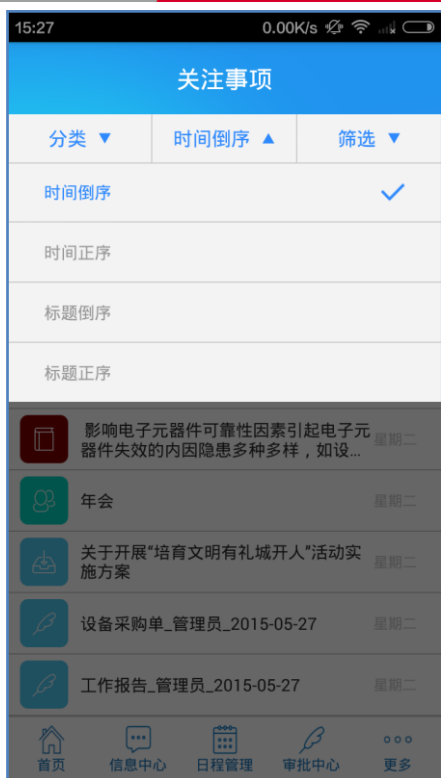 15:27 0.00K/s
关注事项
分类 ▼ 时间倒序 ▲ 筛选 ▼
时间倒序
时间正序
标题倒序
标题正序
影响电子元器件可靠性因素引起电子元
器件失效的内因隐患多种多样，如设...
星期二
年会 星期二
关于开展“培育文明有礼城开人”活动实
施方案
星期二
设备采购单_管理员_2015-05-27 星期二
工作报告_管理员_2015-05-27 星期二
首页 信息中心 日程管理 审批中心 更多